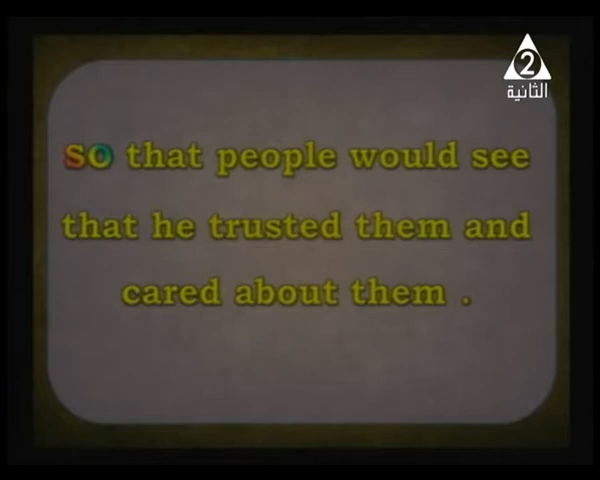 2
الثانية
so that people would see
that he trusted them and
cared about them .